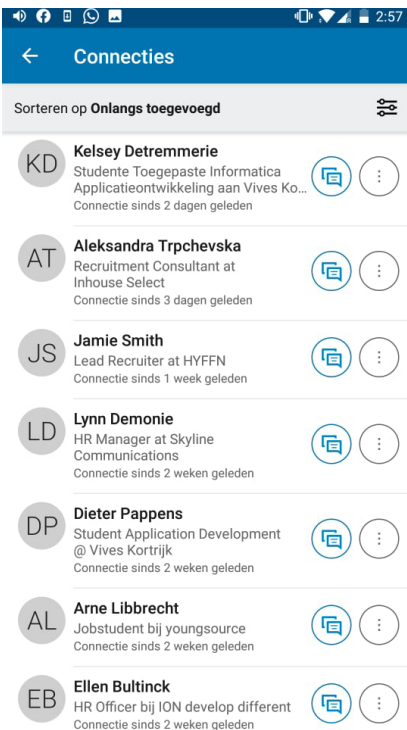 2:57
Connecties
Sorteren op Onlangs toegevoegd
KD
Kelsey Detremmerie
Studente Toegepaste Informatica
Applicatieontwikkeling aan Vives Ko...
Connectie sinds 2 dagen geleden
AT
Aleksandra Trpchevska
Recruitment Consultant at
Inhouse Select
Connectie sinds 3 dagen geleden
JS
Jamie Smith
Lead Recruiter at HYFFN
Connectie sinds 1 week geleden
LD
Lynn Demonie
HR Manager at Skyline
Communications
Connectie sinds 2 weken geleden
DP
Dieter Pappens
Student Application Development
@ Vives Kortrijk
Connectie sinds 2 weken geleden
AL
Arne Libbrecht
Jobstudent bij youngsource
Connectie sinds 2 weken geleden
EB
Ellen Bultinck
HR Officer bij ION develop different
Connectie sinds 2 weken geleden